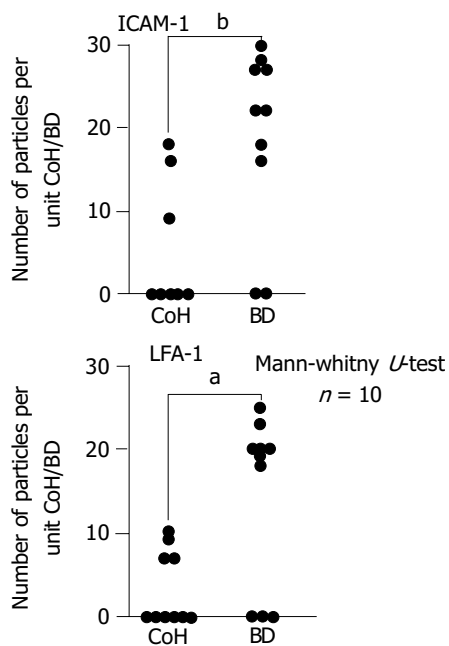 ICAM-1
b
30
20
10
0
Number of particles per
unit CoH/BD
CoH BD
LFA-1
Mann-whitny U-test
n = 10
a
30
20
10
0
Number of particles per
unit CoH/BD
CoH BD